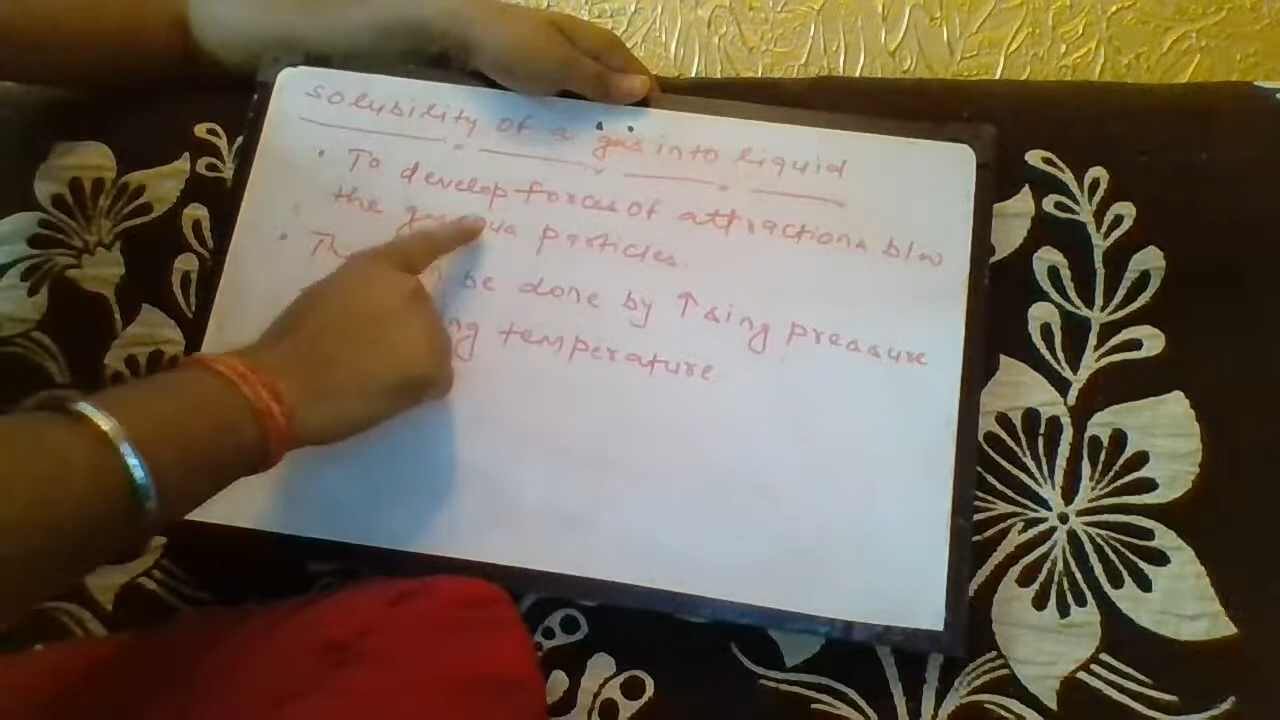 solubility of a gas into liquid
• To develop forces of attractions b/w
the particles.
• be done by ↑sing pressure
temperature